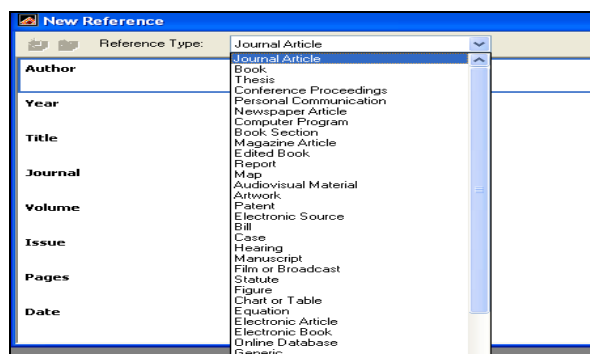 New Reference
Reference Type: Journal Article
Journal Article
Book
Thesis
Conference Proceedings
Personal Communication
Newspaper Article
Computer Program
Book Section
Magazine Article
Edited Book
Report
Map
Audiovisual Material
Artwork
Patent
Electronic Source
Bill
Case
Hearing
Manuscript
Film or Broadcast
Statute
Figure
Chart or Table
Equation
Electronic Article
Electronic Book
Online Database
Generic
Author
Year
Title
Journal
Volume
Issue
Pages
Date